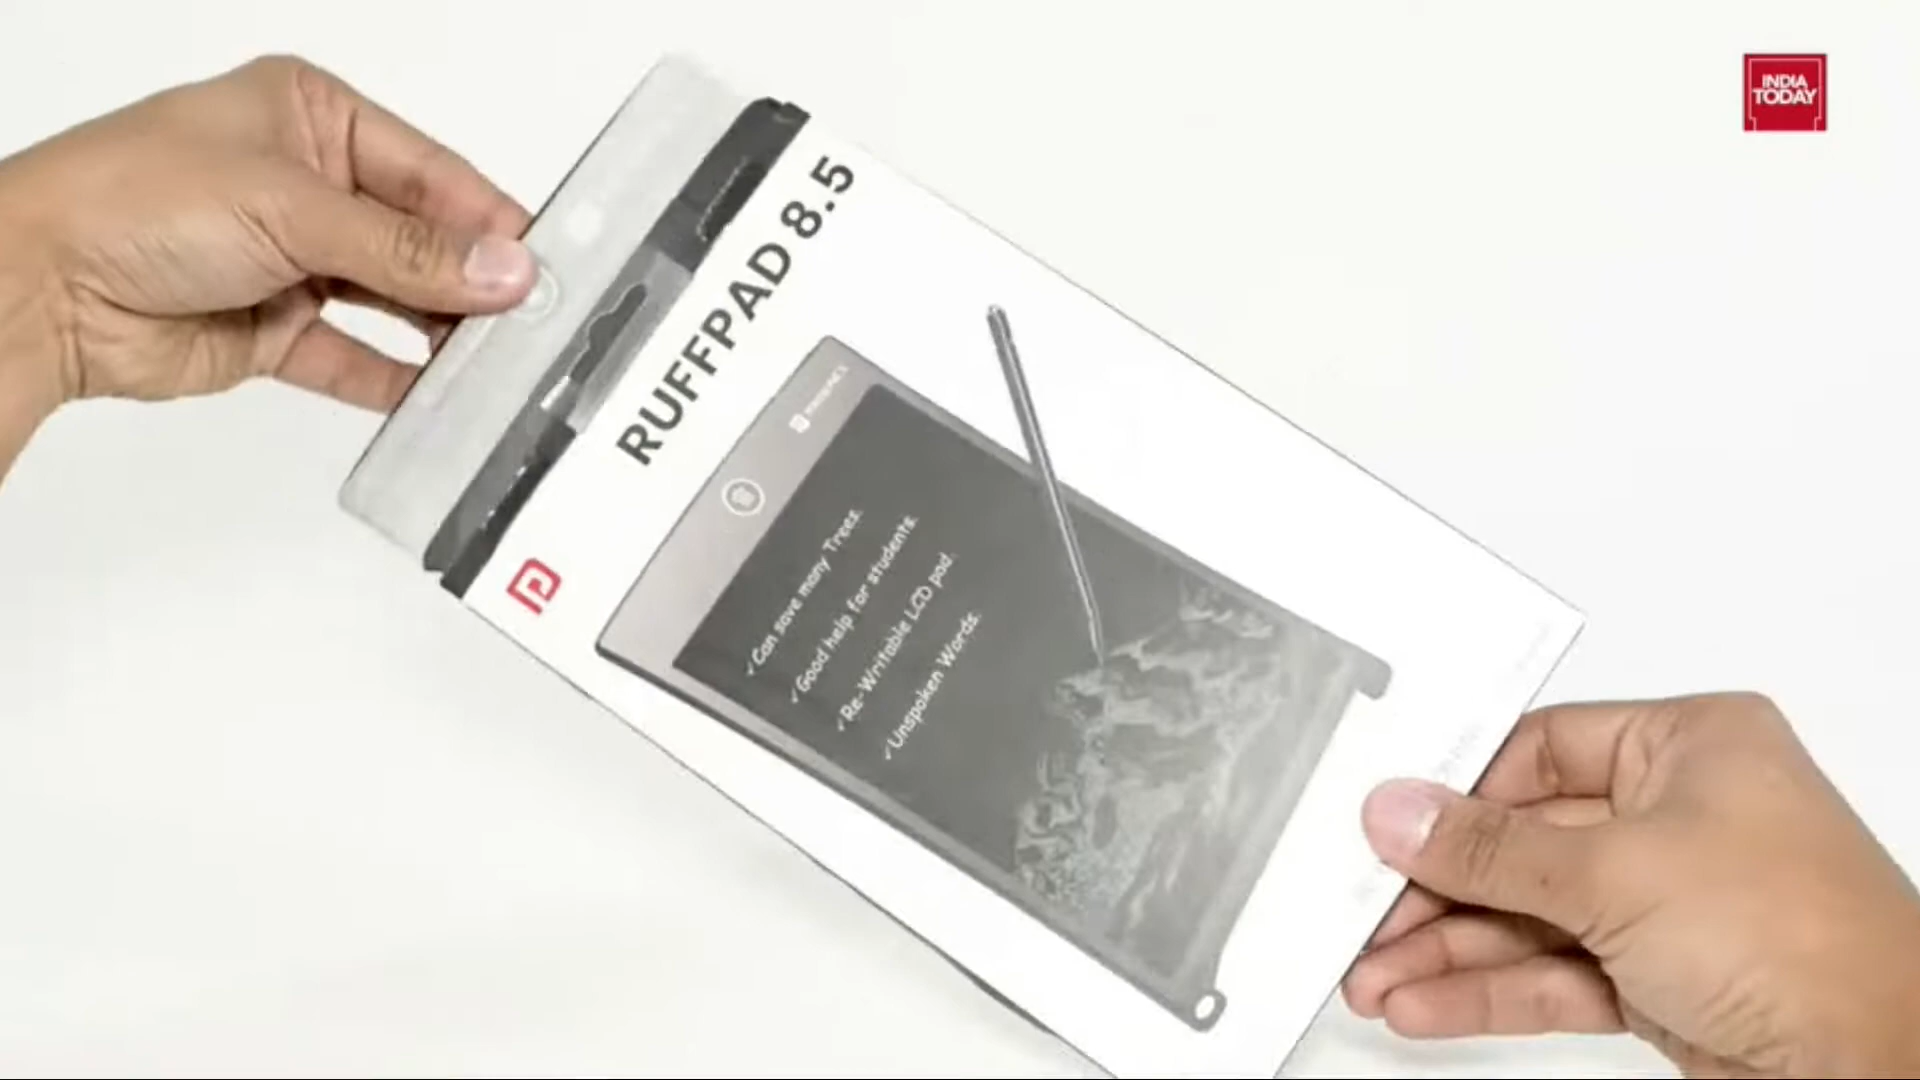 INDIA
TODAY
RUFFPAD 8.5
✓Can save many Trees.
✓Good help for students.
✓Re-Writable LCD pad.
✓Unspoken Words.